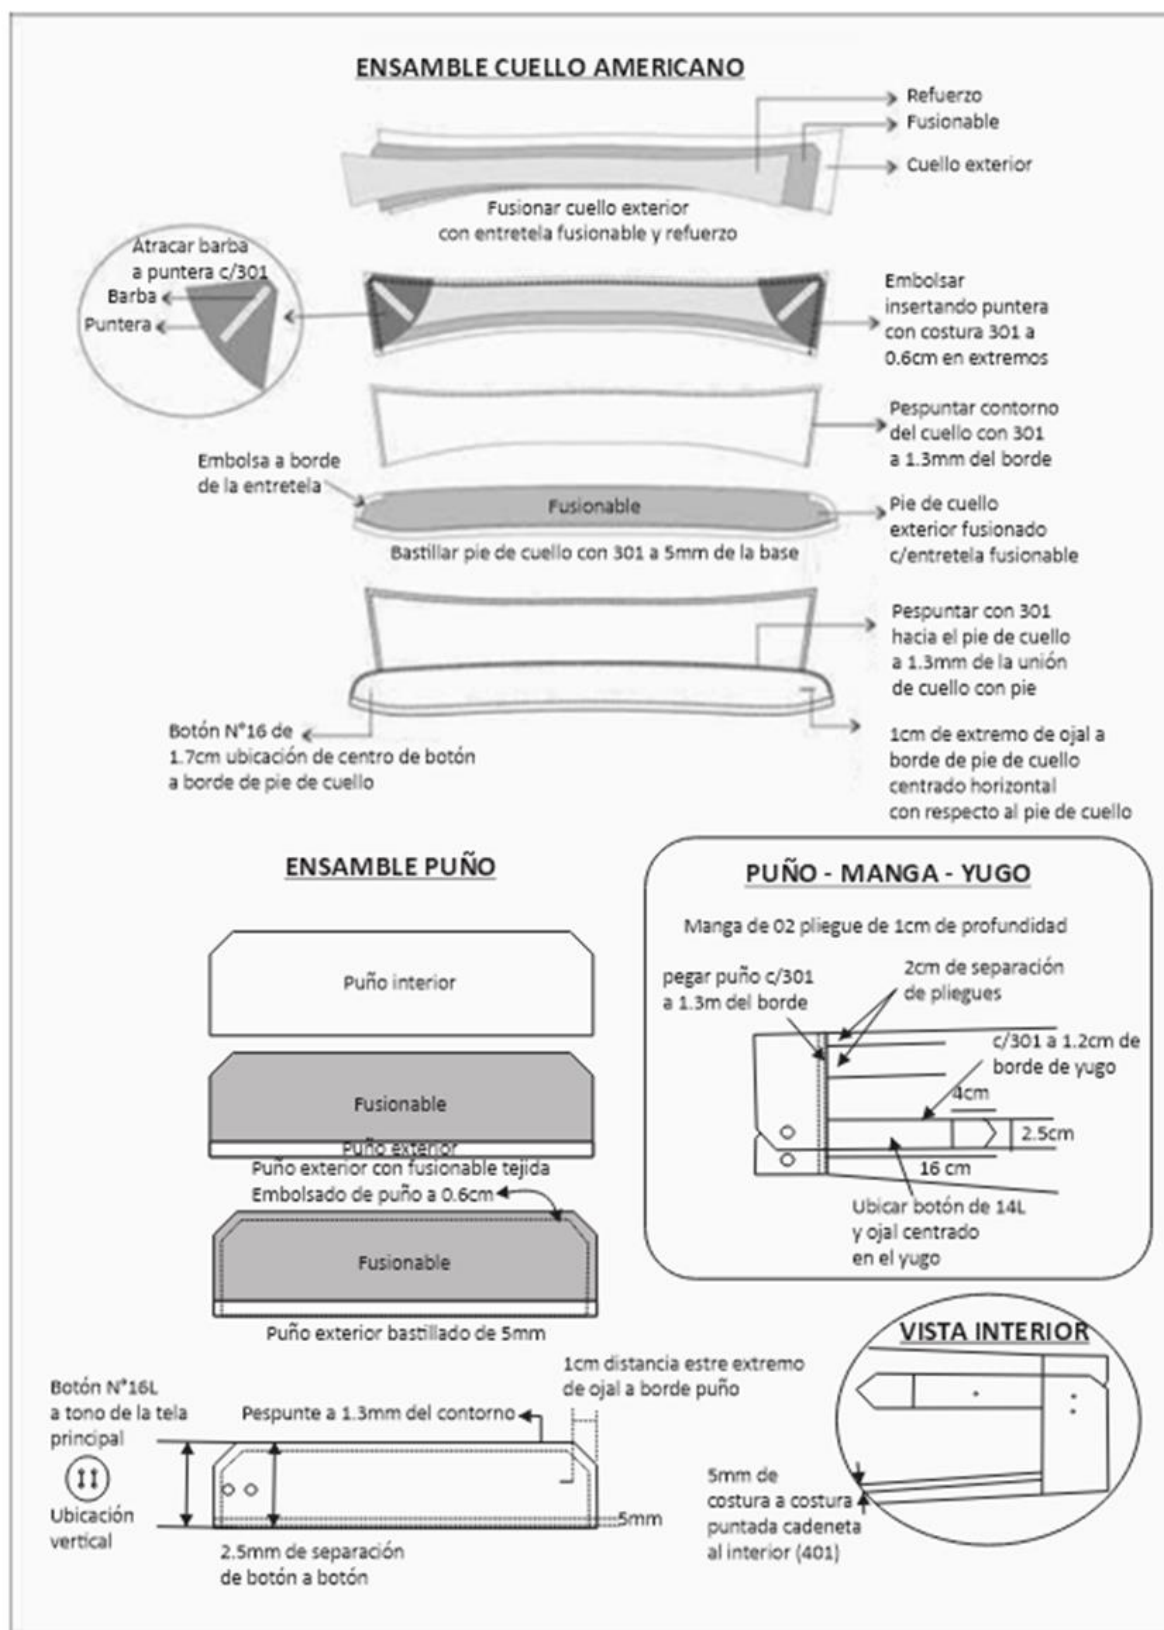 ENSAMBLE CUELLO AMERICANO
Refuerzo
Fusionable
Cuello exterior
Fusionar cuello exterior
con entretela fusionable y refuerzo
Atracar barba
a puntera c/301
Barba
Puntera
Embolsar
insertando puntera
con costura 301 a
0.6cm en extremos
Pespuntar contorno
del cuello con 301
a 1.3mm del borde
Embolsa a borde
de la entretela
Fusionable
Pie de cuello
exterior fusionado
c/entretela fusionable
Bastillar pie de cuello con 301 a 5mm de la base
Pespuntar con 301
hacia el pie de cuello
a 1.3mm de la unión
de cuello con pie
Botón N°16 de
1.7cm ubicación de centro de botón
a borde de pie de cuello
1cm de extremo de ojal a
borde de pie de cuello
centrado horizontal
con respecto al pie de cuello
ENSAMBLE PUÑO
Puño interior
Fusionable
Puño exterior
Puño exterior con fusionable tejida
Embolsado de puño a 0.6cm
Fusionable
Puño exterior bastillado de 5mm
PUÑO - MANGA - YUGO
Manga de 02 pliegue de 1cm de profundidad
pegar puño c/301
a 1.3m del borde
2cm de separación
de pliegues
c/301 a 1.2cm de
borde de yugo
4cm
2.5cm
16 cm
Ubicar botón de 14L
y ojal centrado
en el yugo
1cm distancia estre extremo
de ojal a borde puño
Botón N°16L
a tono de la tela
principal
Pespunte a 1.3mm del contorno
Ubicación
vertical
5mm
2.5mm de separación
de botón a botón
VISTA INTERIOR
5mm de
costura a costura
puntada cadeneta
al interior (401)